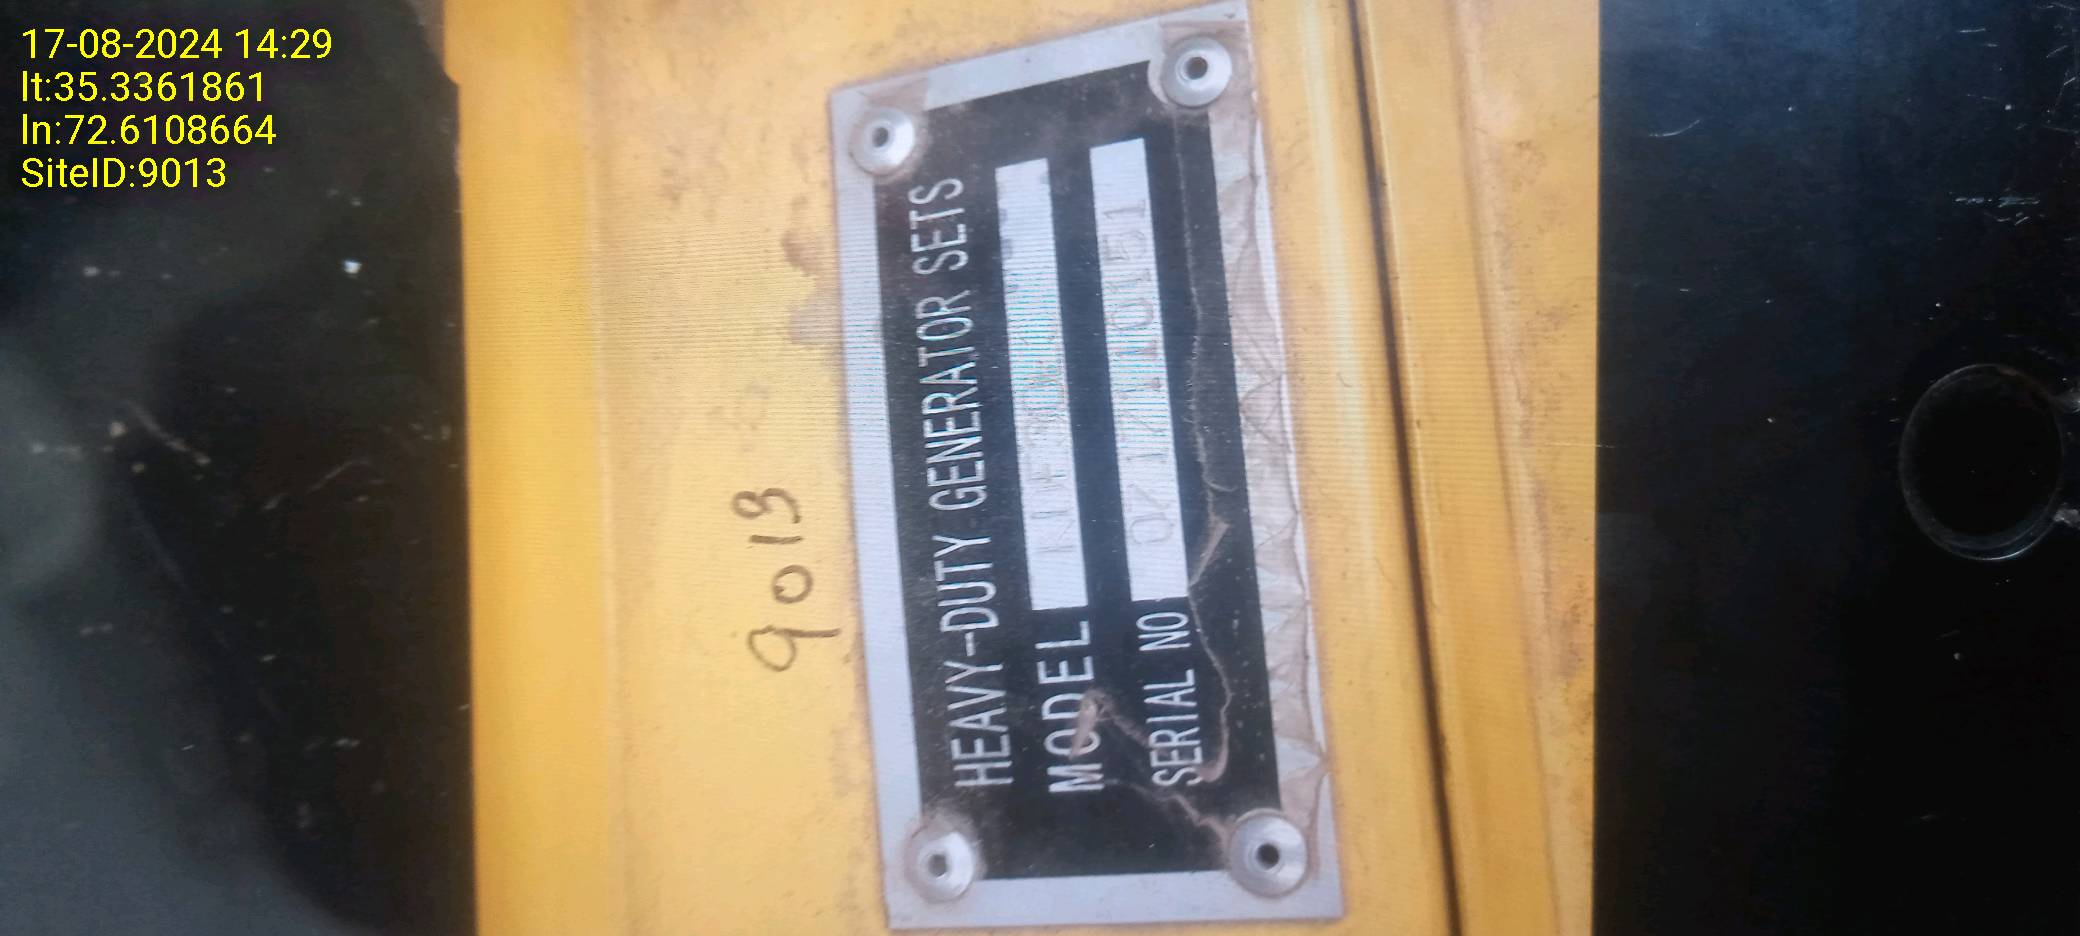 17-08-2024 14:29
lt:35.3361861
ln:72.6108664
SiteID:9013
9013
HEAVY-DUTY GENERATOR SETS
MODEL
SERIAL NO